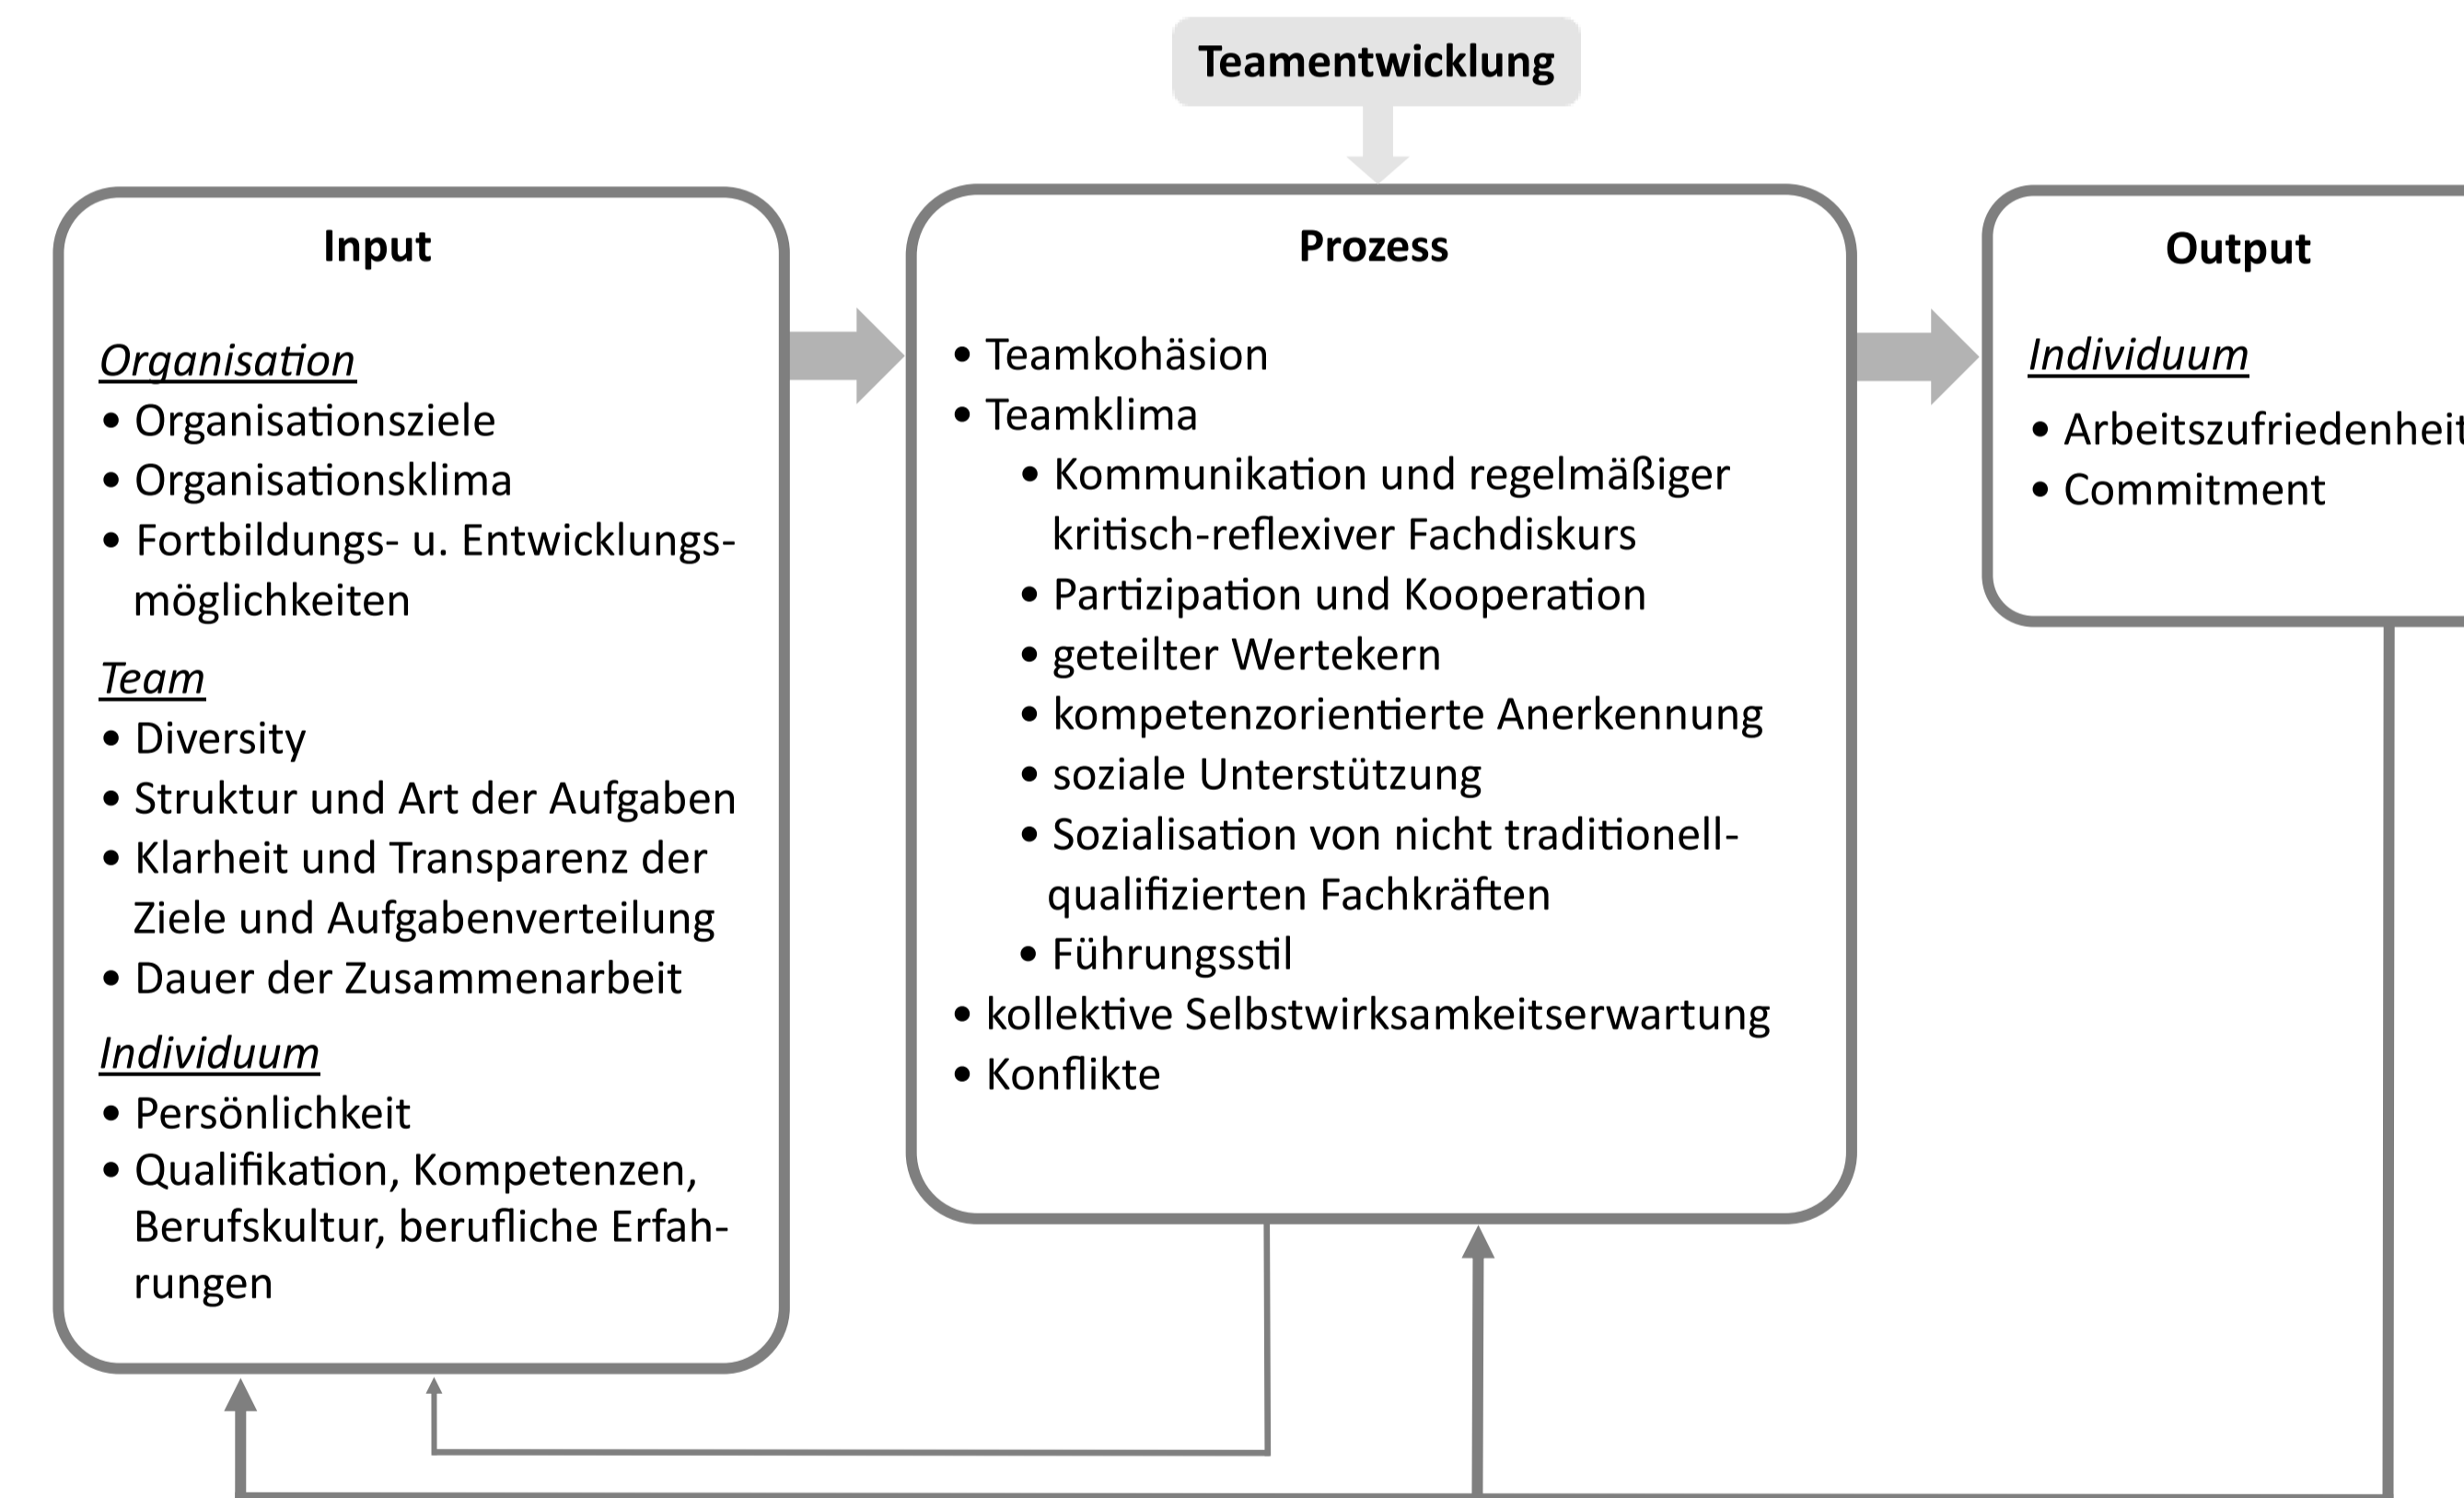 Teamentwicklung
Input
Organisation
• Organisationsziele
• Organisationsklima
• Fortbildungs- u. Entwicklungs-
möglichkeiten
Team
• Diversity
• Struktur und Art der Aufgaben
• Klarheit und Transparenz der
Ziele und Aufgabenverteilung
• Dauer der Zusammenarbeit
Individuum
• Persönlichkeit
• Qualifikation, Kompetenzen,
Berufskultur, berufliche Erfah-
rungen
Prozess
• Teamkohäsion
• Teamklima
• Kommunikation und regelmäßiger
kritisch-reflexiver Fachdiskurs
• Partizipation und Kooperation
• geteilter Wertekern
• kompetenzorientierte Anerkennung
• soziale Unterstützung
• Sozialisation von nicht traditionell-
qualifizierten Fachkräften
• Führungsstil
• kollektive Selbstwirksamkeitserwartung
• Konflikte
Output
Individuum
• Arbeitszufriedenheit
• Commitment